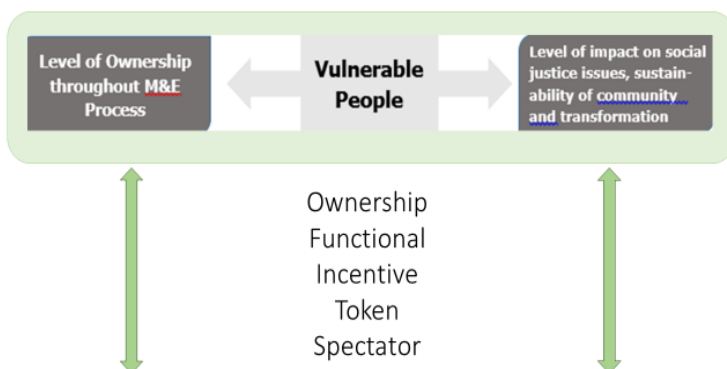 Level of Ownership
throughout M&E
Process
Vulnerable
People
Level of impact on social
justice issues, sustain-
ability of community
and transformation
Ownership
Functional
Incentive
Token
Spectator